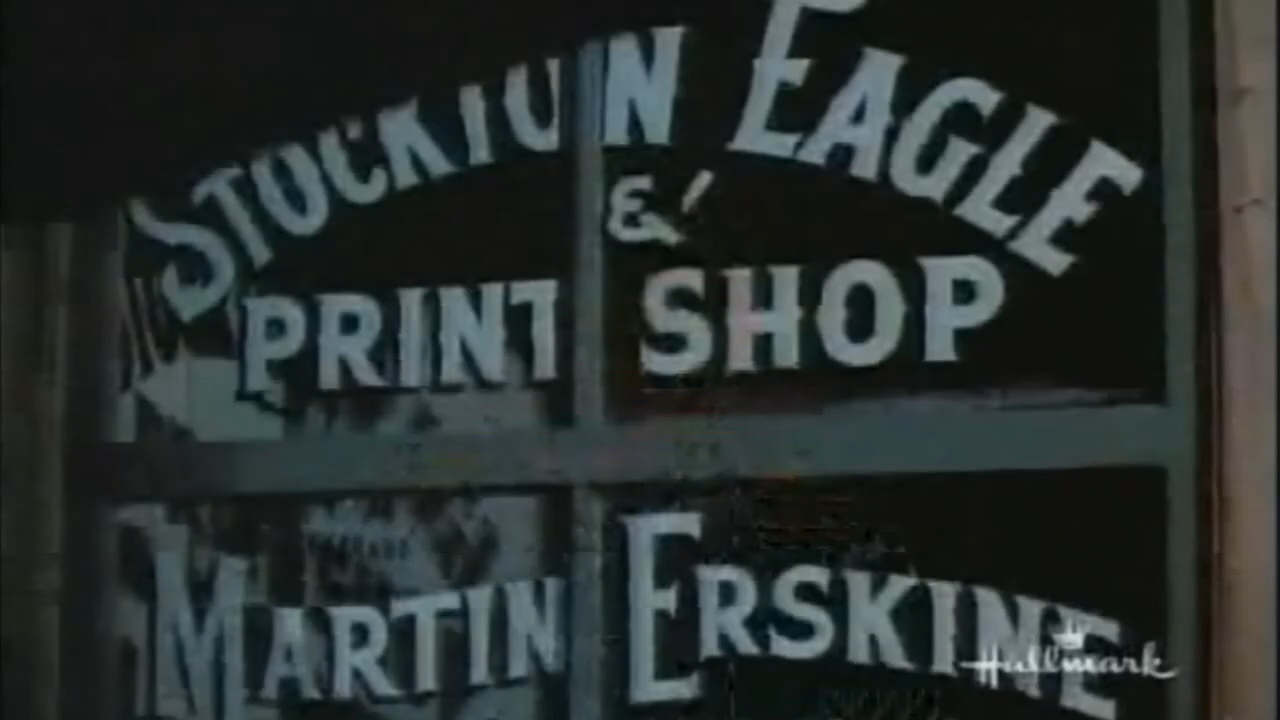 STOCKTON EAGLE
&
PRINT SHOP
MARTIN ERSKINE
Hallmark